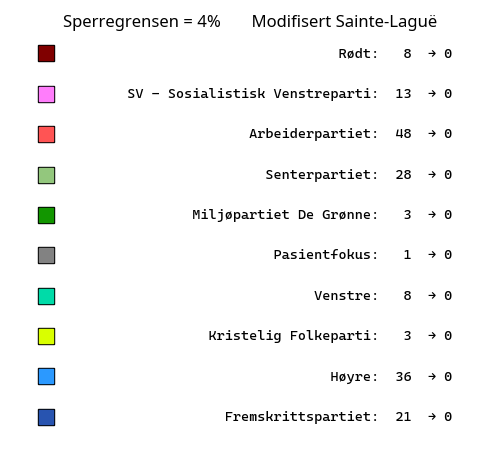 Sperregrensen = 4% Modifisert Sainte-Laguë
Rødt: 8 → 0
SV – Sosialistisk Venstreparti: 13 → 0
Arbeiderpartiet: 48 → 0
Senterpartiet: 28 → 0
Miljøpartiet De Grønne: 3 → 0
Pasientfokus: 1 → 0
Venstre: 8 → 0
Kristelig Folkeparti: 3 → 0
Høyre: 36 → 0
Fremskrittspartiet: 21 → 0